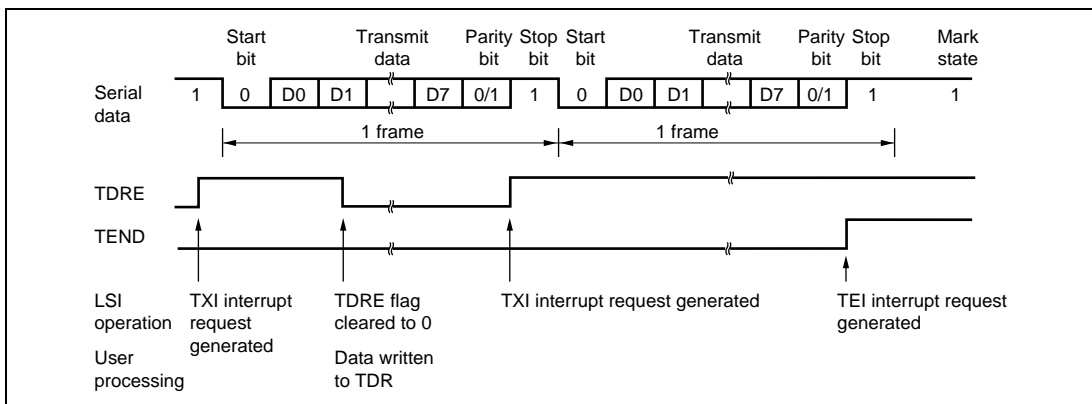 Start bit Transmit data Parity bit Stop bit Start bit Transmit data Parity bit Stop bit Mark state
Serial data 1 0 D0 D1 D7 0/1 1 0 D0 D1 D7 0/1 1 1
1 frame 1 frame
TDRE
TEND
LSI operation TXI interrupt request generated TDRE flag cleared to 0 TXI interrupt request generated TEI interrupt request generated
User processing Data written to TDR